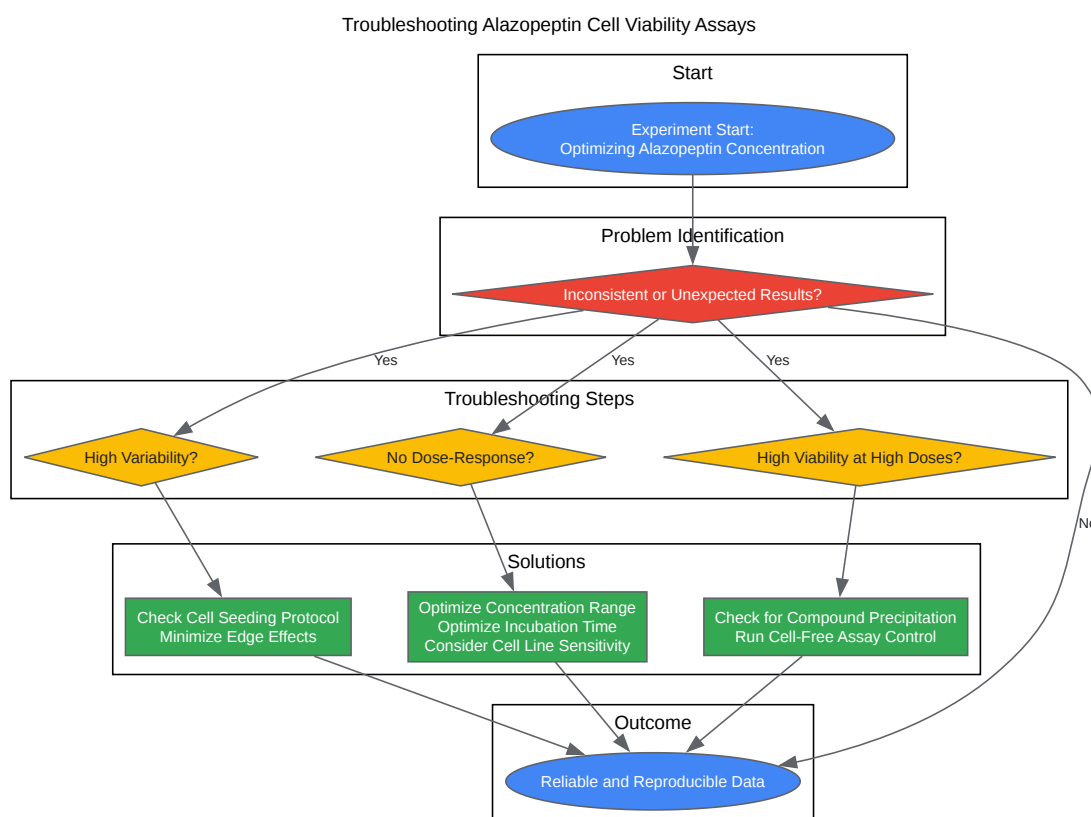 Troubleshooting Alazopeptin Cell Viability Assays
Start
Experiment Start:
Optimizing Alazopeptin Concentration
Problem Identification
Inconsistent or Unexpected Results?
Yes
Yes
Yes
Troubleshooting Steps
High Variability?
No Dose-Response?
High Viability at High Doses?
No
Solutions
Check Cell Seeding Protocol
Minimize Edge Effects
Optimize Concentration Range
Optimize Incubation Time
Consider Cell Line Sensitivity
Check for Compound Precipitation
Run Cell-Free Assay Control
Outcome
Reliable and Reproducible Data